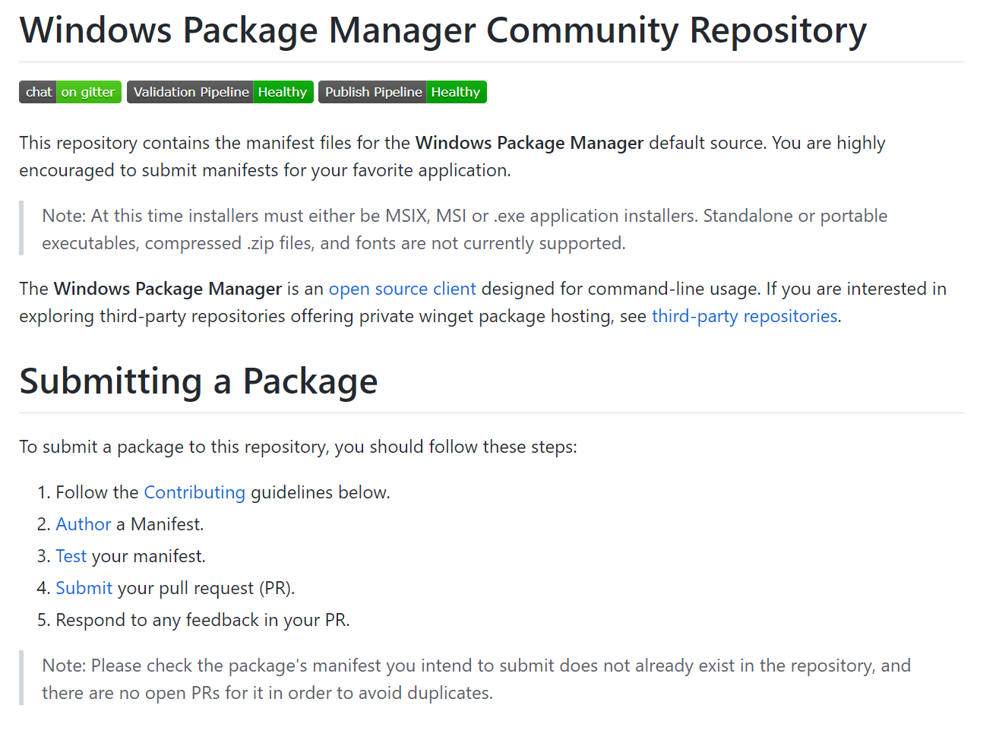 Windows Package Manager Community Repository
chat on gitter Validation Pipeline Healthy Publish Pipeline Healthy
This repository contains the manifest files for the Windows Package Manager default source. You are highly
encouraged to submit manifests for your favorite application.
Note: At this time installers must either be MSIX, MSI or .exe application installers. Standalone or portable
executables, compressed .zip files, and fonts are not currently supported.
The Windows Package Manager is an open source client designed for command-line usage. If you are interested in
exploring third-party repositories offering private winget package hosting, see third-party repositories.
Submitting a Package
To submit a package to this repository, you should follow these steps:
1. Follow the Contributing guidelines below.
2. Author a Manifest.
3. Test your manifest.
4. Submit your pull request (PR).
5. Respond to any feedback in your PR.
Note: Please check the package's manifest you intend to submit does not already exist in the repository, and
there are no open PRs for it in order to avoid duplicates.